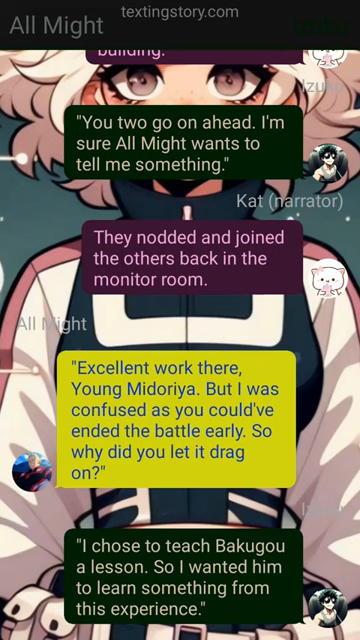 textingstory.com
All Might
Izuku
building."
Izuku
"You two go on ahead. I'm
sure All Might wants to
tell me something."
Kat (narrator)
They nodded and joined
the others back in the
monitor room.
All Might
"Excellent work there,
Young Midoriya. But I was
confused as you could've
ended the battle early. So
why did you let it drag
on?"
Izuku
"I chose to teach Bakugou
a lesson. So I wanted him
to learn something from
this experience."